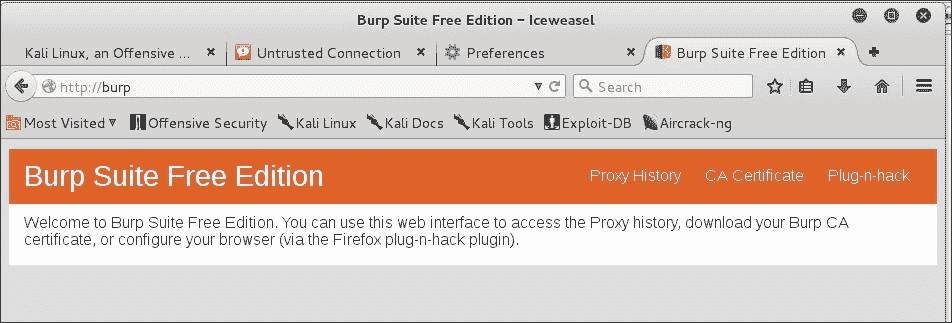 Burp Suite Free Edition – Iceweasel
Kali Linux, an Offensive ... Untrusted Connection Preferences Burp Suite Free Edition
http://burp Search
Most Visited Offensive Security Kali Linux Kali Docs Kali Tools Exploit-DB Aircrack-ng
Burp Suite Free Edition Proxy History CA Certificate Plug-n-hack
Welcome to Burp Suite Free Edition. You can use this web interface to access the Proxy history, download your Burp CA
certificate, or configure your browser (via the Firefox plug-n-hack plugin).